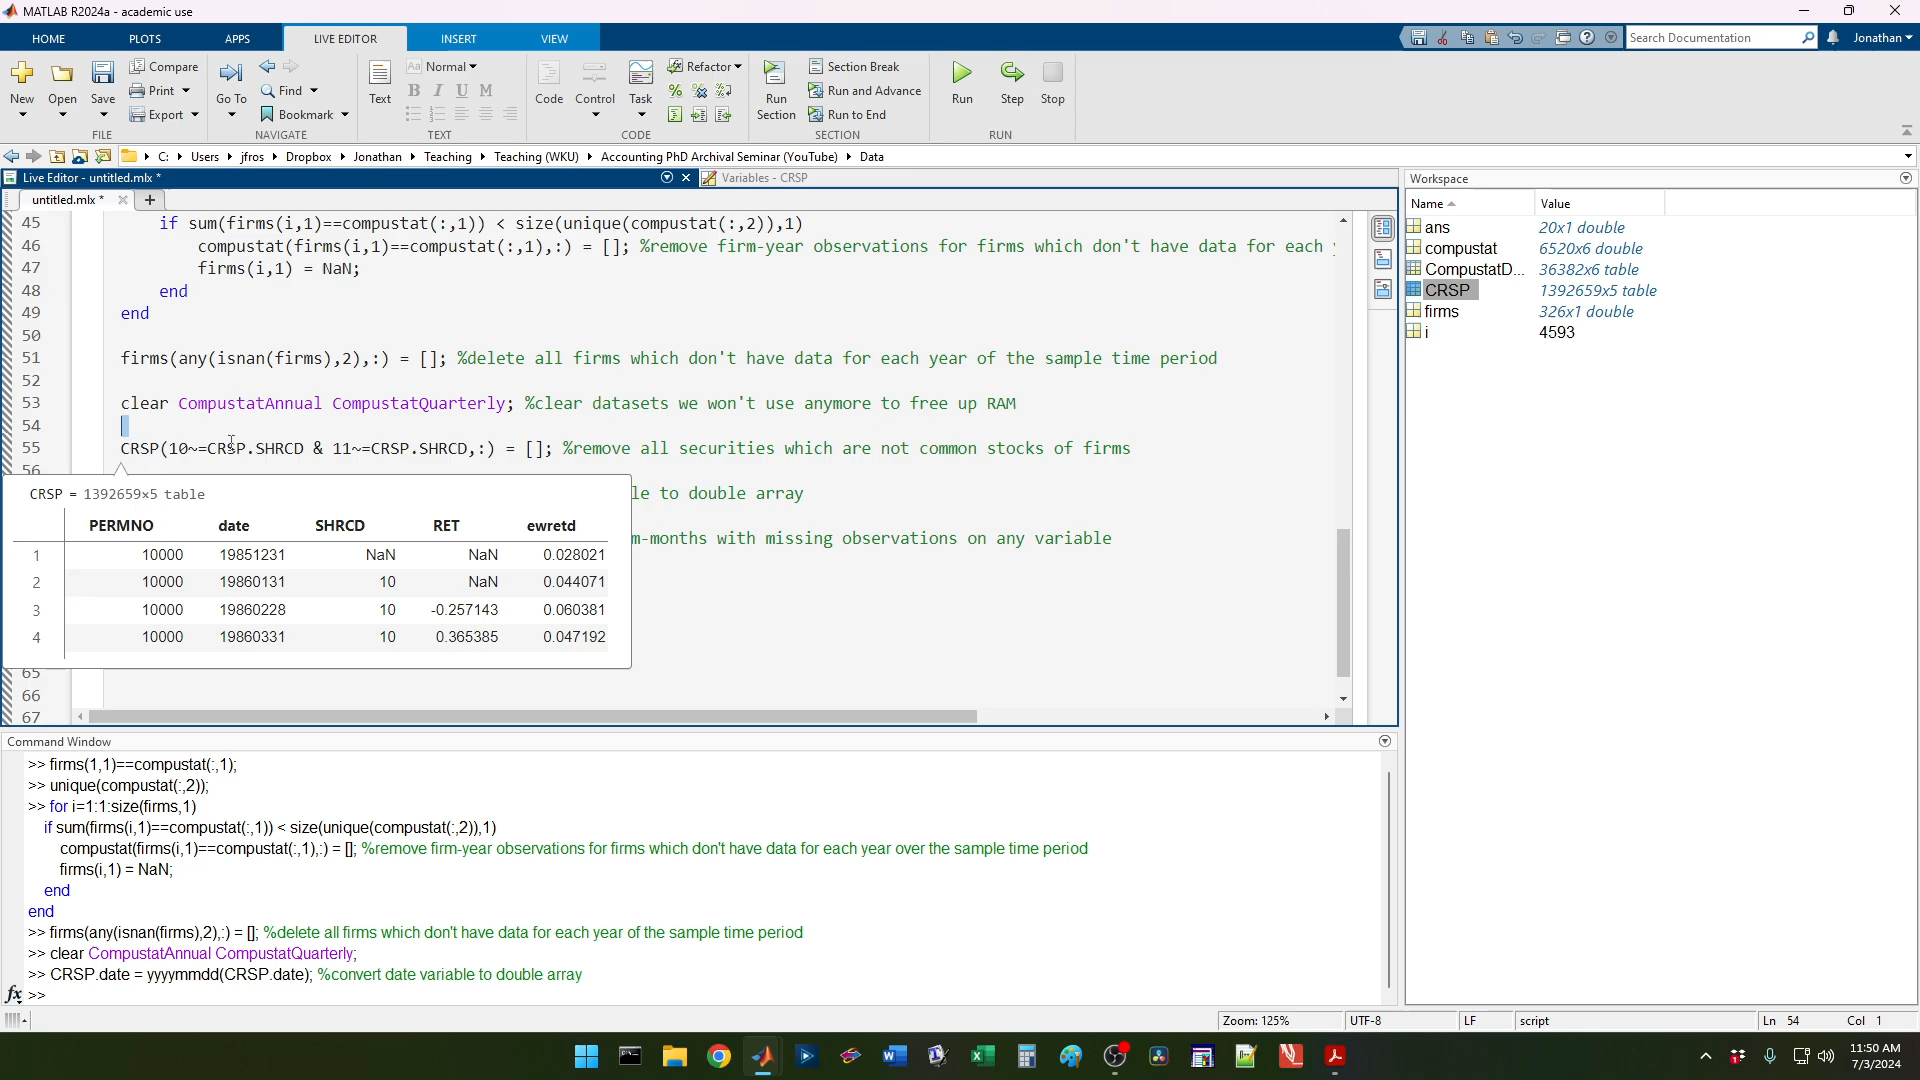 MATLAB R2024a - academic use
HOME PLOTS APPS LIVE EDITOR INSERT VIEW
Search Documentation
Jonathan
New Open Save
Compare
Print
Export
FILE
Go To
Find
Bookmark
NAVIGATE
Text
Aa Normal
B I U M
TEXT
Code Control Task
Refactor
CODE
Run Section
Section Break
Run and Advance
Run to End
SECTION
Run Step Stop
RUN
C: Users jfros Dropbox Jonathan Teaching Teaching (WKU) Accounting PhD Archival Seminar (YouTube) Data
Live Editor - untitled.mlx *
Variables - CRSP
untitled.mlx *
45 if sum(firms(i,1)==compustat(:,1)) < size(unique(compustat(:,2)),1)
46 compustat(firms(i,1)==compustat(:,1),:) = []; %remove firm-year observations for firms which don't have data for each
47 firms(i,1) = NaN;
48 end
49 end
50
51 firms(any(isnan(firms),2),:) = []; %delete all firms which don't have data for each year of the sample time period
52
53 clear CompustatAnnual CompustatQuarterly; %clear datasets we won't use anymore to free up RAM
54
55 CRSP(10~=CRSP.SHRCD & 11~=CRSP.SHRCD,:) = []; %remove all securities which are not common stocks of firms
56
le to double array
m-months with missing observations on any variable
CRSP = 1392659×5 table
PERMNO date SHRCD RET ewretd
1 10000 19851231 NaN NaN 0.028021
2 10000 19860131 10 NaN 0.044071
3 10000 19860228 10 -0.257143 0.060381
4 10000 19860331 10 0.365385 0.047192
65
66
67
Workspace
Name Value
ans 20x1 double
compustat 6520x6 double
CompustatD... 36382x6 table
CRSP 1392659x5 table
firms 326x1 double
i 4593
Command Window
>> firms(1,1)==compustat(:,1);
>> unique(compustat(:,2));
>> for i=1:1:size(firms,1)
if sum(firms(i,1)==compustat(:,1)) < size(unique(compustat(:,2)),1)
compustat(firms(i,1)==compustat(:,1),:) = []; %remove firm-year observations for firms which don't have data for each year over the sample time period
firms(i,1) = NaN;
end
end
>> firms(any(isnan(firms),2),:) = []; %delete all firms which don't have data for each year of the sample time period
>> clear CompustatAnnual CompustatQuarterly;
>> CRSP.date = yyyymmdd(CRSP.date); %convert date variable to double array
fx >>
Zoom: 125% UTF-8 LF script Ln 54 Col 1
11:50 AM
7/3/2024